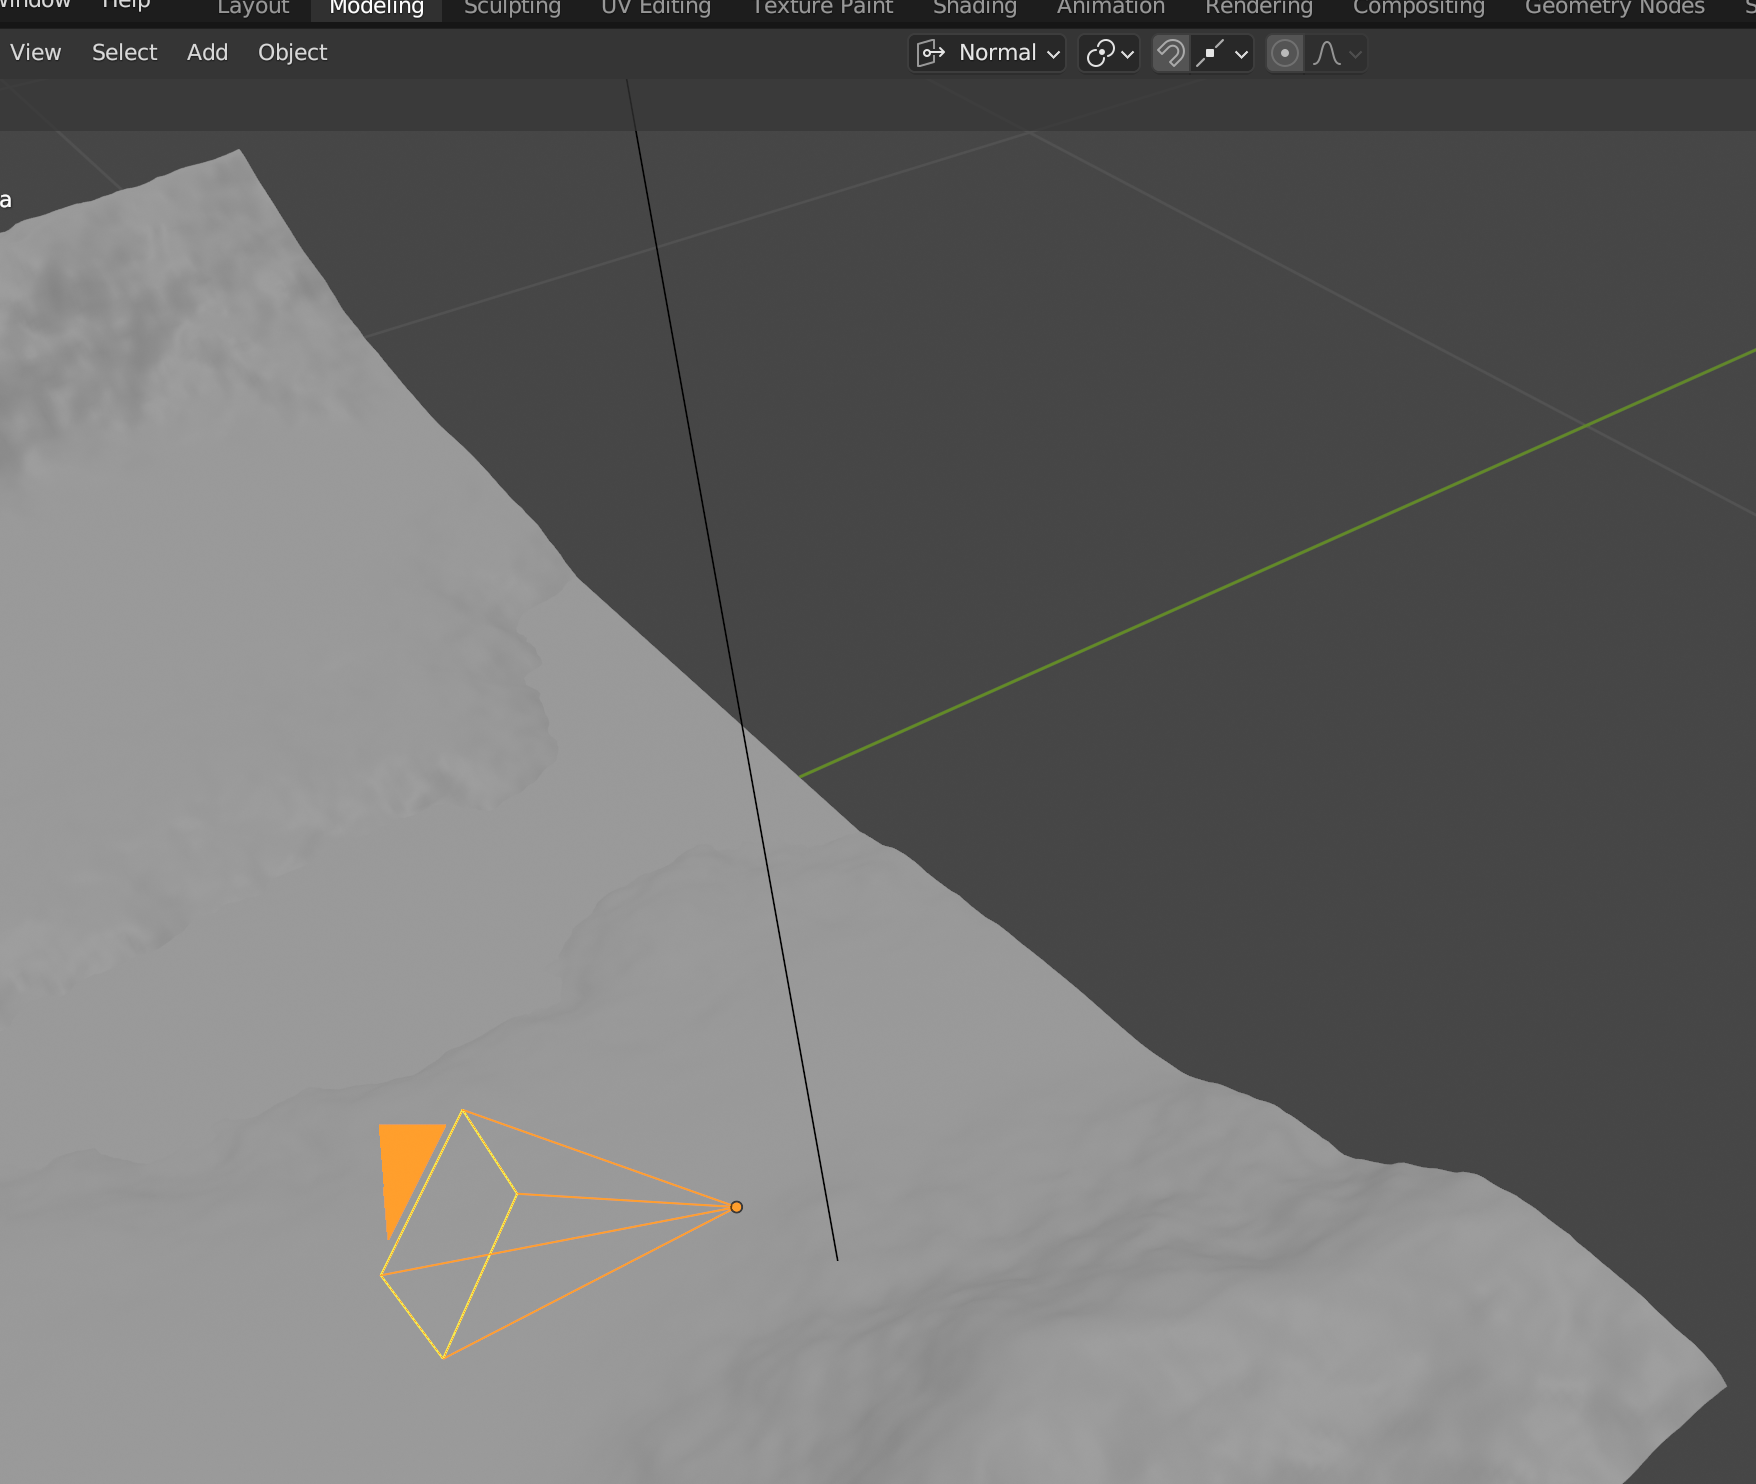 Window Help Layout Modeling Sculpting UV Editing Texture Paint Shading Animation Rendering Compositing Geometry Nodes S
View Select Add Object Normal
a